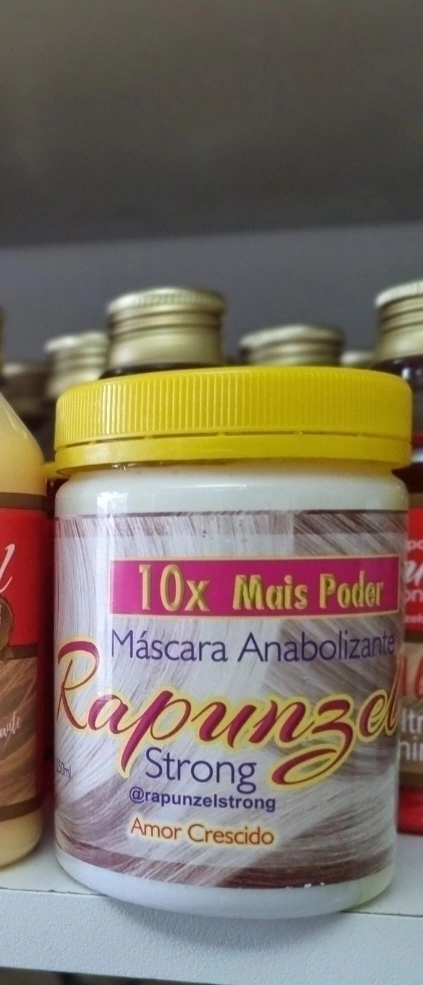 10x Mais Poder
Máscara Anabolizante
Rapunzel
Strong
@rapunzelstrong
Amor Crescido